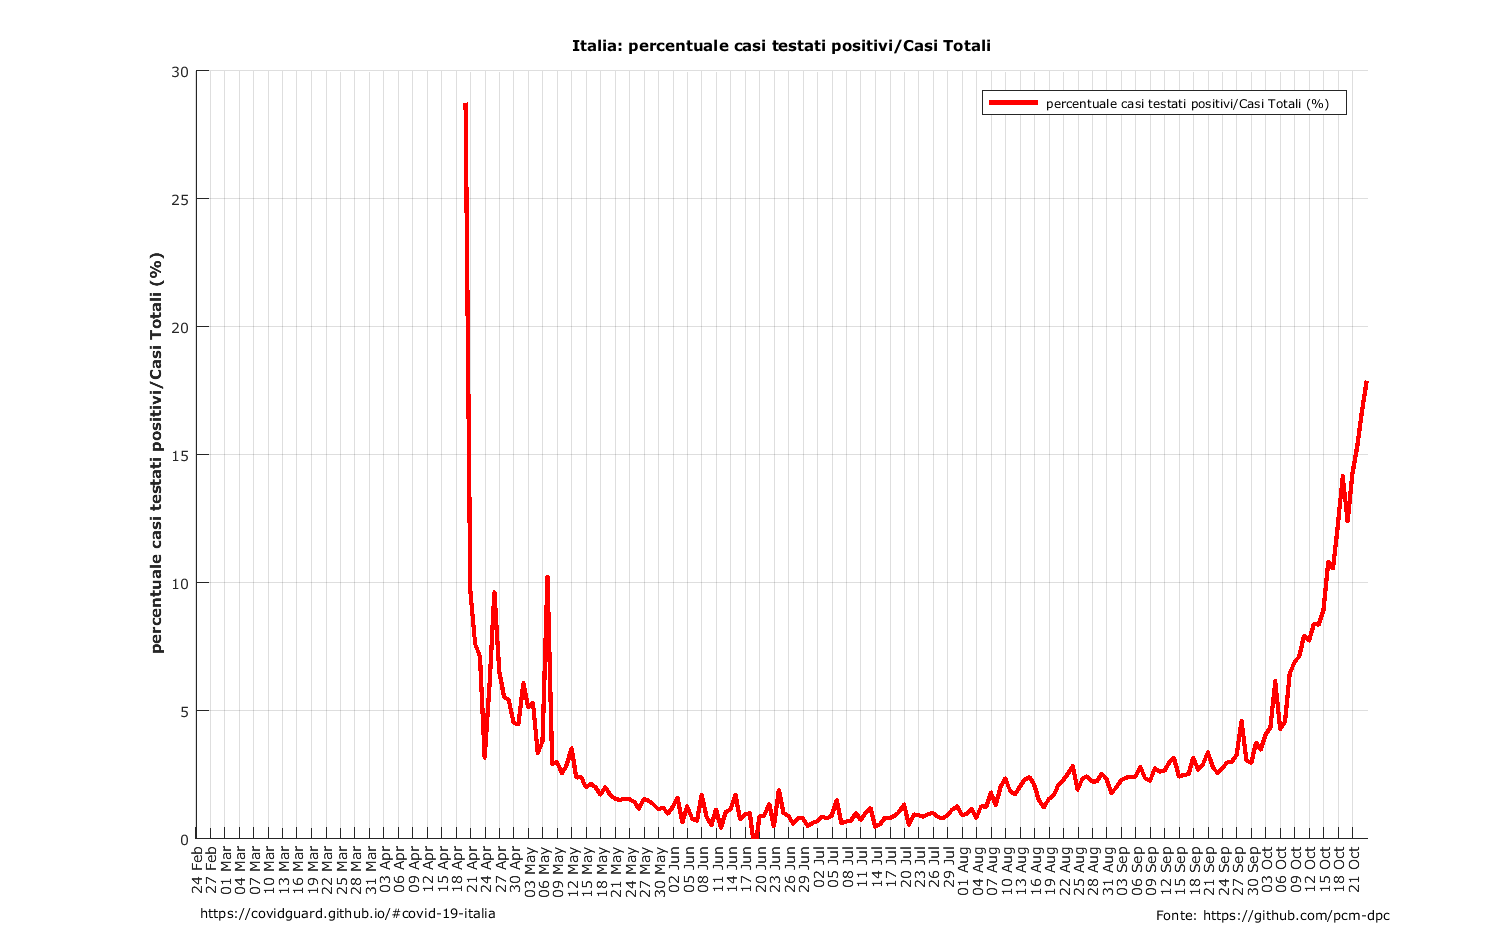 Italia: percentuale casi testati positivi/Casi Totali
percentuale casi testati positivi/Casi Totali (%)
percentuale casi testati positivi/Casi Totali (%)
30
25
20
15
10
5
0
24 Feb
27 Feb
01 Mar
04 Mar
07 Mar
10 Mar
13 Mar
16 Mar
19 Mar
22 Mar
25 Mar
28 Mar
31 Mar
03 Apr
06 Apr
09 Apr
12 Apr
15 Apr
18 Apr
21 Apr
24 Apr
27 Apr
30 Apr
03 May
06 May
09 May
12 May
15 May
18 May
21 May
24 May
27 May
30 May
02 Jun
05 Jun
08 Jun
11 Jun
14 Jun
17 Jun
20 Jun
23 Jun
26 Jun
29 Jun
02 Jul
05 Jul
08 Jul
11 Jul
14 Jul
17 Jul
20 Jul
23 Jul
26 Jul
29 Jul
01 Aug
04 Aug
07 Aug
10 Aug
13 Aug
16 Aug
19 Aug
22 Aug
25 Aug
28 Aug
31 Aug
03 Sep
06 Sep
09 Sep
12 Sep
15 Sep
18 Sep
21 Sep
24 Sep
27 Sep
30 Sep
03 Oct
06 Oct
09 Oct
12 Oct
15 Oct
18 Oct
21 Oct
https://covidguard.github.io/#covid-19-italia
Fonte: https://github.com/pcm-dpc